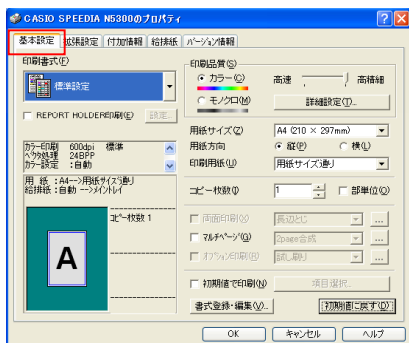 CASIO SPEEDIA N5300のプロパティ
基本設定 拡張設定 付加情報 給排紙 バージョン情報
印刷書式(F)
標準設定
REPORT HOLDER印刷(E) 設定...
カラー印刷 600dpi 標準
ベクタ処理 24BPP
カラー設定 :自動
用 紙 :A4-->用紙サイズ通り
給排紙 :自動 -->メイントレイ
コピー枚数 1
A
印刷品質(S)
カラー(C) 高速 高精細
モノクロ(M) 詳細設定(T)...
用紙サイズ(Z) A4 (210 × 297mm)
用紙方向 縦(P) 横(L)
印刷用紙(U) 用紙サイズ通り
コピー枚数(I) 1 部単位(O)
両面印刷(X) 長辺とじ ...
マルチページ(G) 2page合成 ...
オプション印刷(R) 試し刷り ...
初期値で印刷(N) 項目選択...
書式登録・編集(V)... 初期値に戻す(D)
OK キャンセル ヘルプ